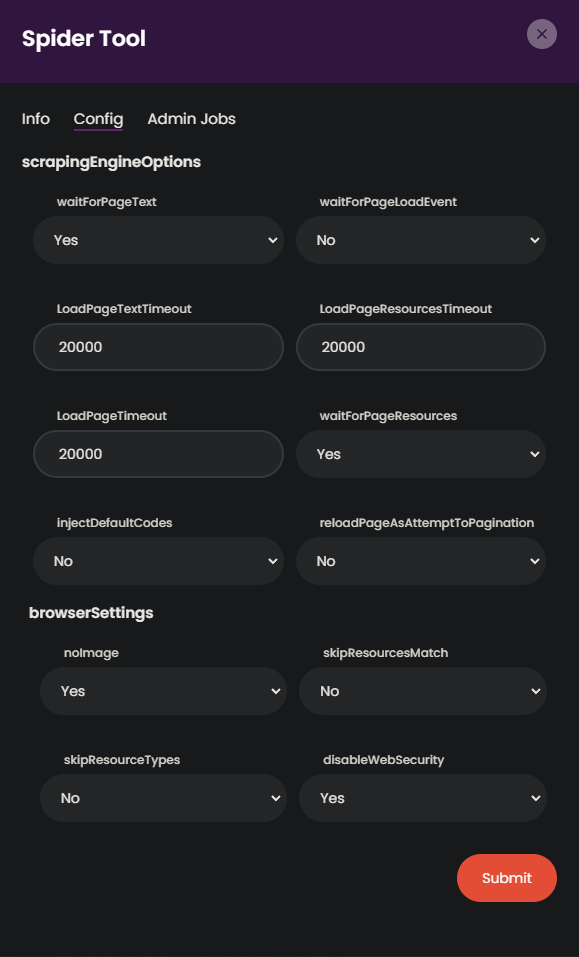 Spider Tool
Info Config Admin Jobs
scrapingEngineOptions
waitForPageText waitForPageLoadEvent
Yes No
LoadPageTextTimeout LoadPageResourcesTimeout
20000 20000
LoadPageTimeout waitForPageResources
20000 Yes
injectDefaultCodes reloadPageAsAttemptToPagination
No No
browserSettings
noImage skipResourcesMatch
Yes No
skipResourceTypes disableWebSecurity
No Yes
Submit